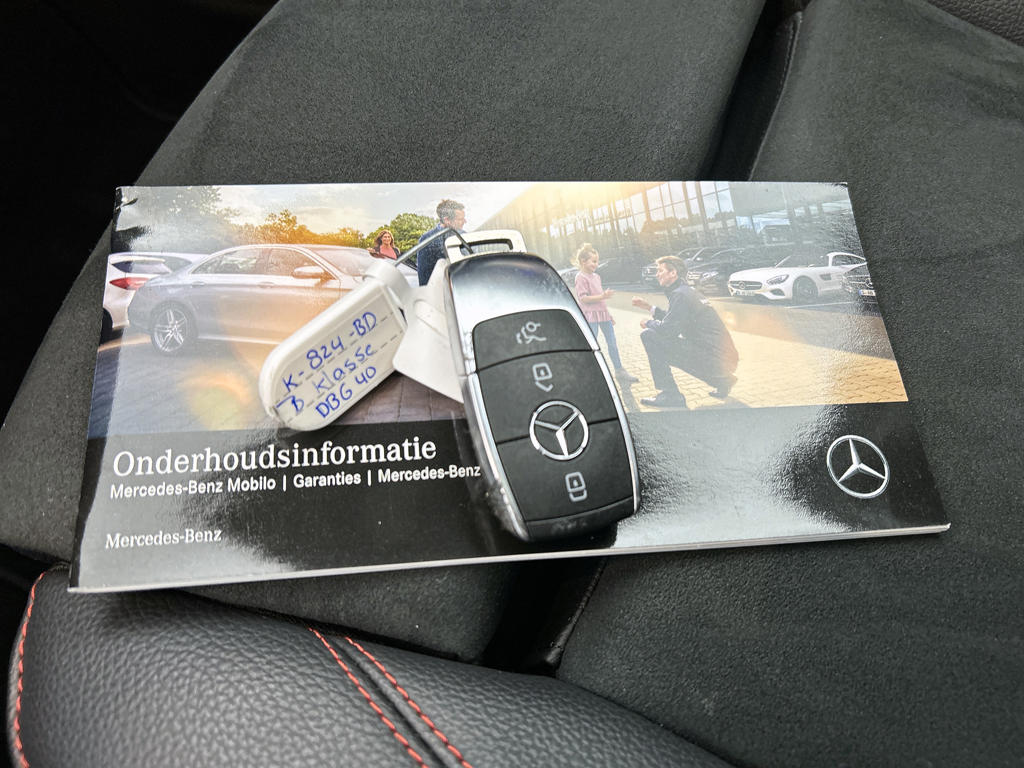 K-824-BD
B klasse
DBG 40
Onderhoudsinformatie
Mercedes-Benz Mobilo | Garanties | Mercedes-Benz
Mercedes-Benz